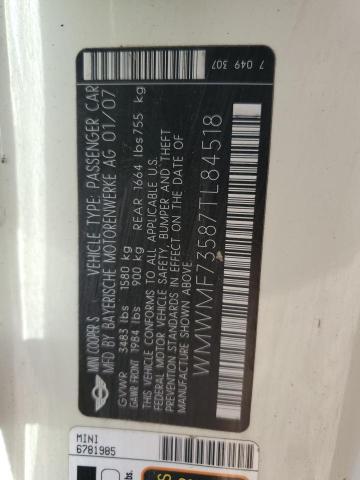 MINI COOPER S VEHICLE TYPE: PASSENGER CAR
MFD BY BAYERISCHE MOTORENWERKE AG 01/07
GVWR 3483 lbs 1580 kg
GAWR FRONT 1984 lbs 900 kg REAR 1664 lbs 755 kg
THIS VEHICLE CONFORMS TO ALL APPLICABLE U.S.
FEDERAL MOTOR VEHICLE SAFETY, BUMPER AND THEFT
PREVENTION STANDARDS IN EFFECT ON THE DATE OF
MANUFACTURE SHOWN ABOVE.
WMWMF73587TL84518
7 049 307
MINI
6781985
lbs.